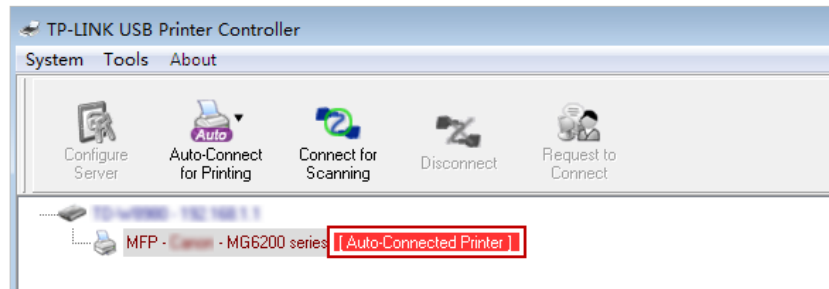 TP-LINK USB Printer Controller
System Tools About
Configure Server
Auto
Auto-Connect for Printing
Connect for Scanning
Disconnect
Request to Connect
MFP - - MG6200 series [ Auto-Connected Printer ]